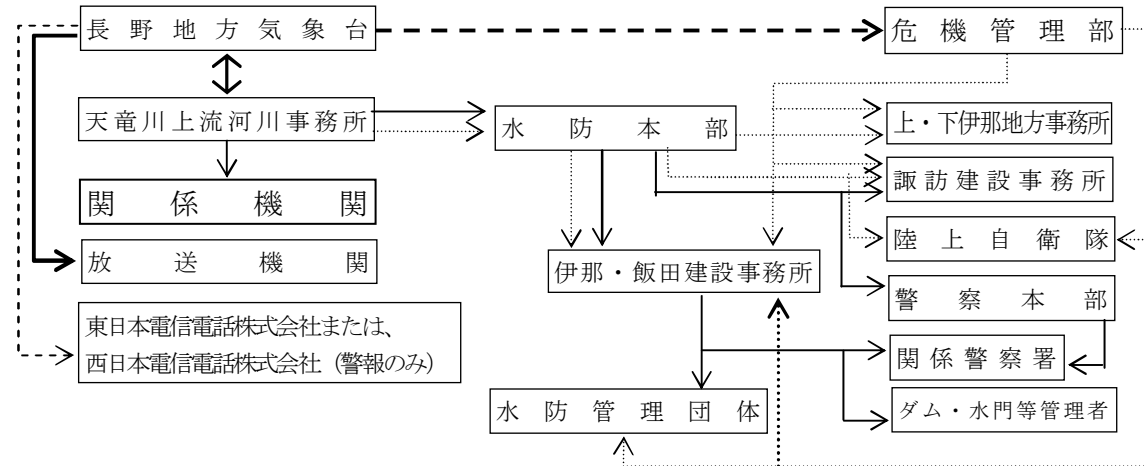 長野地方気象台
危機管理部
天竜川上流河川事務所
水防本部
上・下伊那地方事務所
諏訪建設事務所
関係機関
陸上自衛隊
放送機関
伊那・飯田建設事務所
警察本部
東日本電信電話株式会社または、
西日本電信電話株式会社（警報のみ）
関係警察署
水防管理団体
ダム・水門等管理者